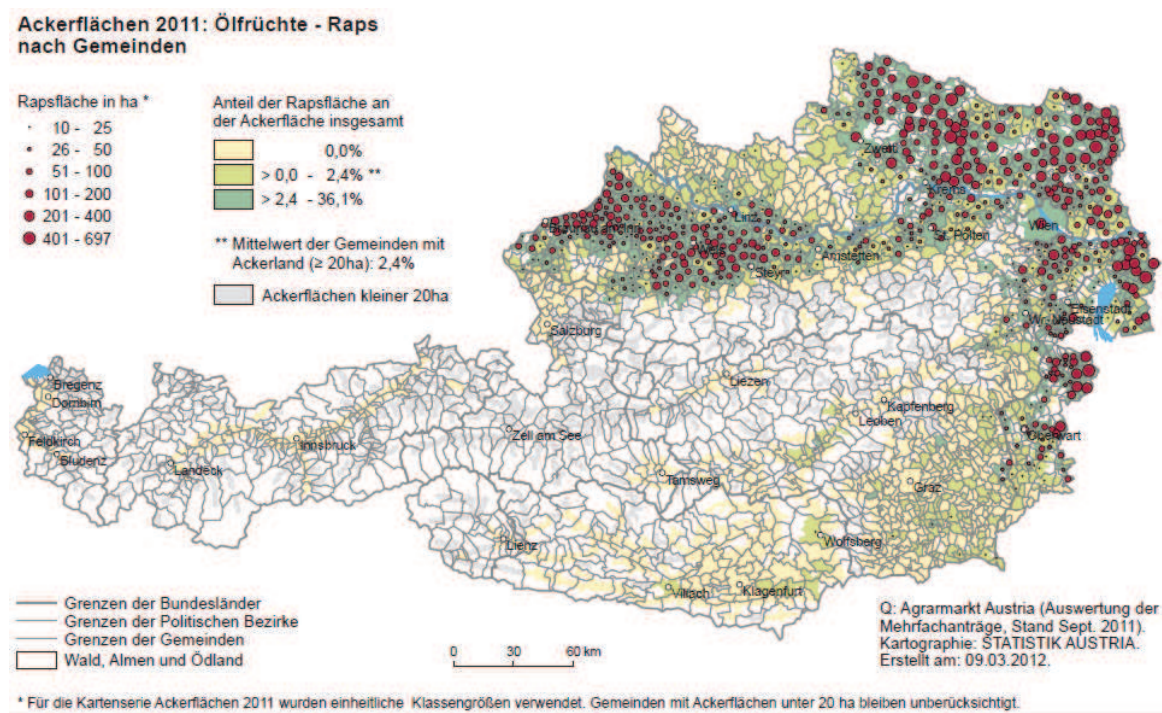 Ackerflächen 2011: Ölfrüchte - Raps
nach Gemeinden
Rapsfläche in ha *
10 - 25
26 - 50
51 - 100
101 - 200
201 - 400
401 - 697
Anteil der Rapsfläche an
der Ackerfläche insgesamt
0,0%
> 0,0 - 2,4% **
> 2,4 - 36,1%
** Mittelwert der Gemeinden mit
Ackerland (≥ 20ha): 2,4%
Ackerflächen kleiner 20ha
Zwettl
Krems
Linz
Braunau am Inn
Wels
St. Pölten
Wien
Amstetten
Steyr
Eisenstadt
Wr. Neustadt
Salzburg
Bregenz
Dornbirn
Liezen
Kapfenberg
Leoben
Feldkirch
Innsbruck
Zell am See
Oberwart
Bludenz
Landeck
Tamsweg
Graz
Lienz
Wolfsberg
Villach
Klagenfurt
Grenzen der Bundesländer
Grenzen der Politischen Bezirke
Grenzen der Gemeinden
Wald, Almen und Ödland
0 30 60 km
Q: Agrarmarkt Austria (Auswertung der
Mehrfachanträge, Stand Sept. 2011).
Kartographie: STATISTIK AUSTRIA.
Erstellt am: 09.03.2012.
* Für die Kartenserie Ackerflächen 2011 wurden einheitliche Klassengrößen verwendet. Gemeinden mit Ackerflächen unter 20 ha bleiben unberücksichtigt.